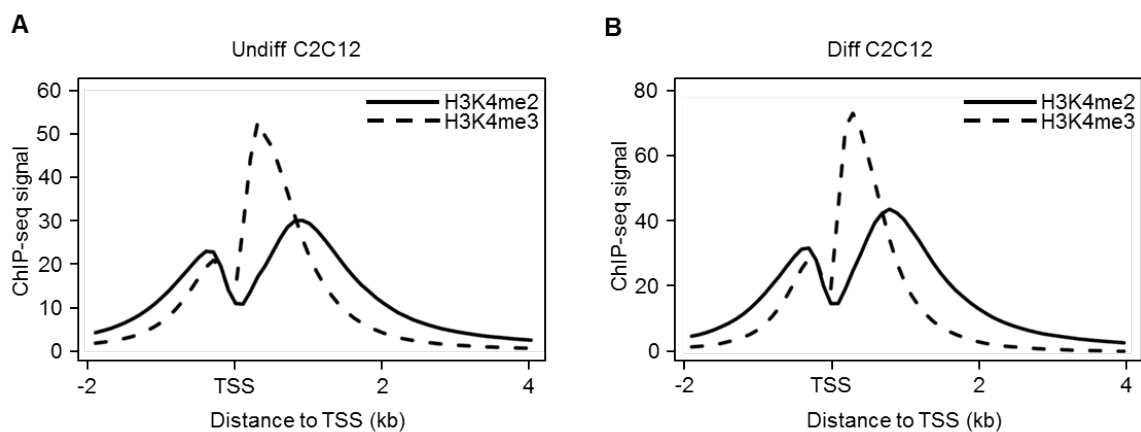 A
Undiff C2C12
60
50
40
30
20
10
0
ChIP-seq signal
H3K4me2
H3K4me3
-2
TSS
2
4
Distance to TSS (kb)
B
Diff C2C12
80
60
40
20
0
ChIP-seq signal
H3K4me2
H3K4me3
-2
TSS
2
4
Distance to TSS (kb)